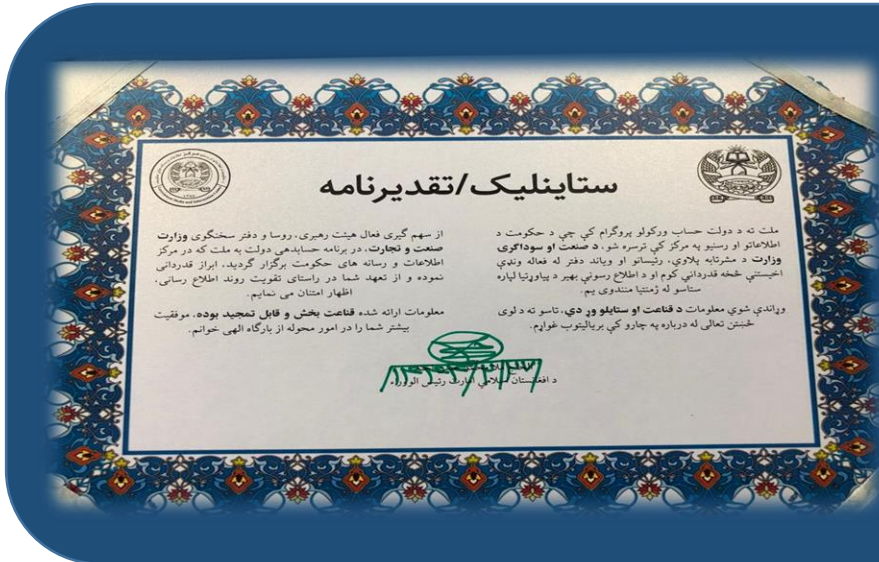 ستاینلیک/تقدیرنامه
ملت ته د دولت حساب ورکولو پروگرام کې چې د حکومت د
اطلاعاتو او رسنیو په مرکز کې ترسره شو، د صنعت او سوداګرۍ
وزارت د مشرتابه پلاوي، رئیسانو او ویاند دفتر له فعاله ونډې
اخیستنې څخه قدرداني کوم او د اطلاع رسونې بهیر د پیاوړتیا لپاره
ستاسو له ژمنتیا مننوی یم.
وړاندې شوي معلومات د قناعت او ستایلو وړ دي، تاسو ته د لوی
څښتن تعالی له درباره په چارو کې بریالیتوب غواړم.
از سهم گیری فعال هیئت رهبری، روسا و دفتر سخنگوی وزارت
صنعت و تجارت، در برنامه حسابدهی دولت به ملت که در مرکز
اطلاعات و رسانه های حکومت برگزار گردید، ابراز قدردانی
نموده و از تعهد شما در راستای تقویت روند اطلاع رسانی،
اظهار امتنان می نمایم.
معلومات ارائه شده قناعت بخش و قابل تمجید بوده، موفقیت
بیشتر شما را در امور محوله از بارگاه الهی خوانم.
د افغانستان اسلامي امارت رئیس الوزراء